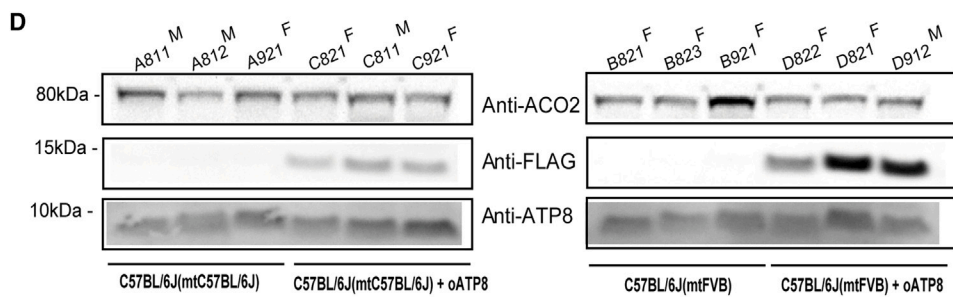 D
A811 M A812 M A921 F C821 F C811 M C921 F B821 F B823 F B921 F D822 F D821 F D912 M
80kDa - Anti-ACO2
15kDa - Anti-FLAG
10kDa - Anti-ATP8
C57BL/6J(mtC57BL/6J) C57BL/6J(mtC57BL/6J) + oATP8 C57BL/6J(mtFVB) C57BL/6J(mtFVB) + oATP8